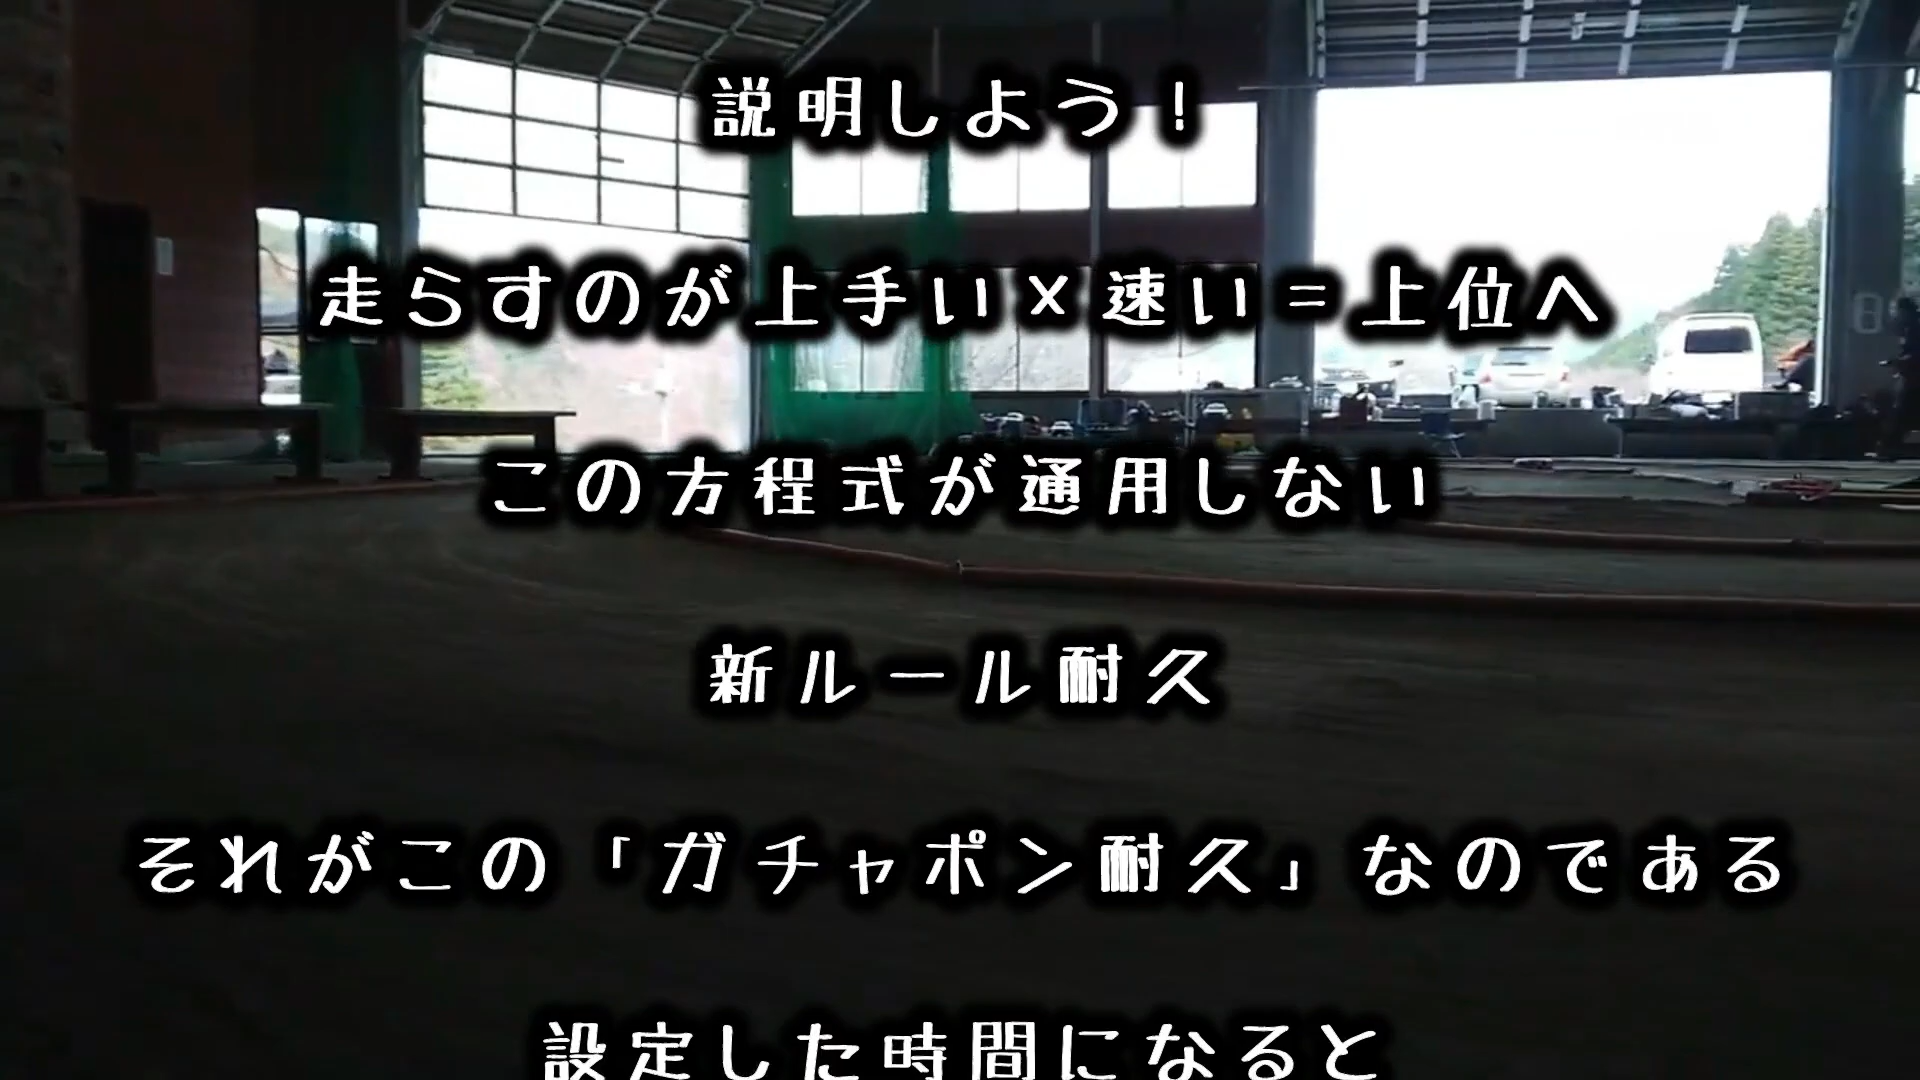 説明しよう！
走らすのが上手い×速い=上位へ
この方程式が通用しない
新ルール耐久
それがこの「ガチャポン耐久」なのである
設定した時間になると